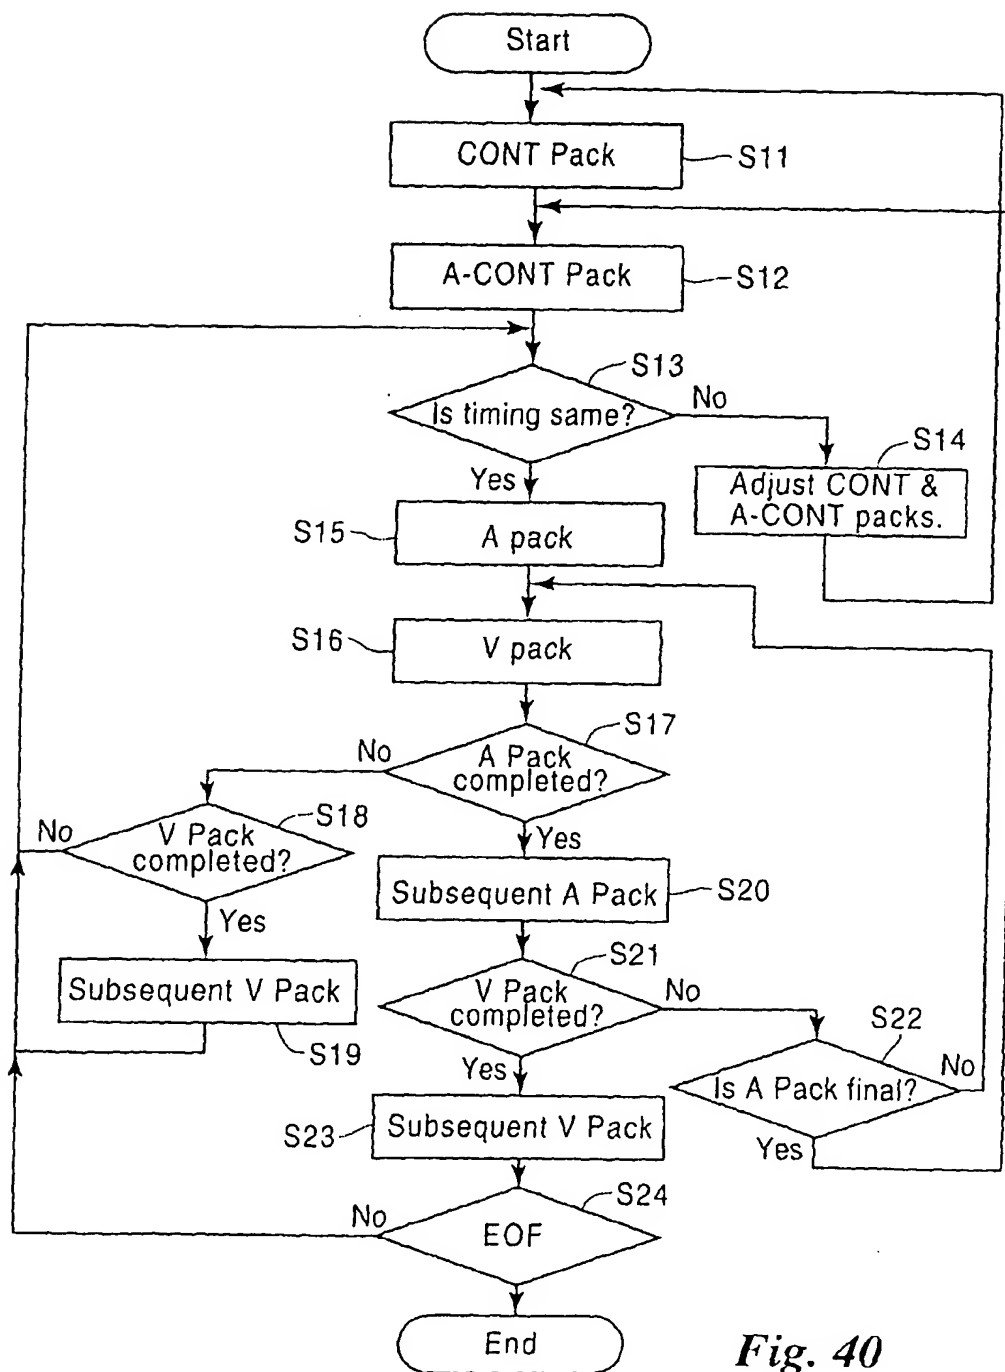 Start
CONT Pack
S11
A-CONT Pack
S12
S13
Is timing same?
No
Yes
S14
Adjust CONT &
A-CONT packs.
S15
A pack
S16
V pack
S17
A Pack
completed?
No
Yes
S18
V Pack
completed?
No
Yes
Subsequent V Pack
S19
Subsequent A Pack
S20
S21
V Pack
completed?
No
Yes
S22
Is A Pack final?
No
Yes
S23
Subsequent V Pack
S24
EOF
No
End
Fig. 40